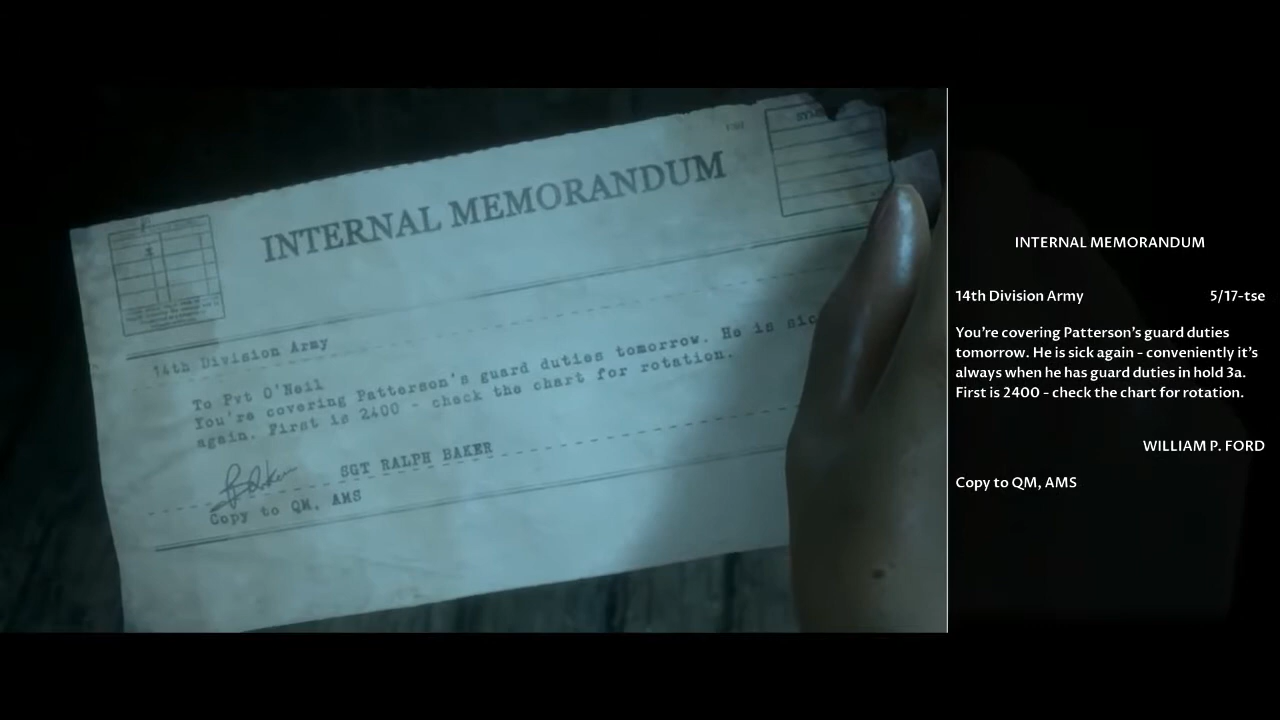 INTERNAL MEMORANDUM
14th Division Army
To Pvt O'Neil
You're covering Patterson's guard duties tomorrow. He is sic
again. First is 2400 - check the chart for rotation.
SGT RALPH BAKER
Copy to QM, AMS
INTERNAL MEMORANDUM
14th Division Army 5/17-tse
You're covering Patterson's guard duties
tomorrow. He is sick again - conveniently it's
always when he has guard duties in hold 3a.
First is 2400 - check the chart for rotation.
WILLIAM P. FORD
Copy to QM, AMS